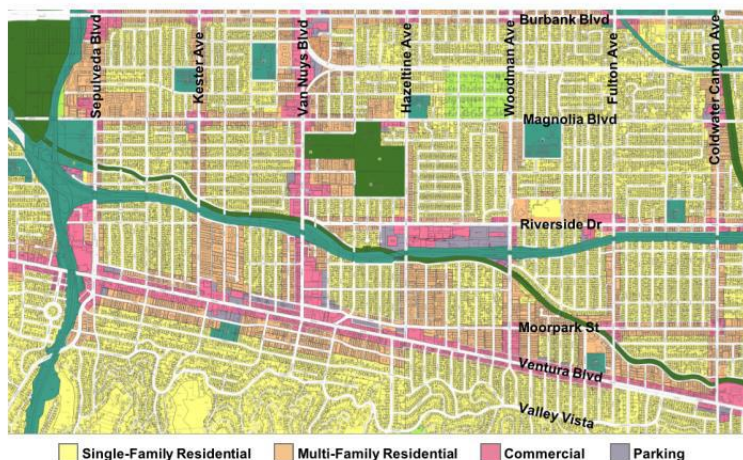 Burbank Blvd
Sepulveda Blvd
Kester Ave
Van Nuys Blvd
Hazeltine Ave
Woodman Ave
Fulton Ave
Coldwater Canyon Ave
Magnolia Blvd
Riverside Dr
Moorpark St
Ventura Blvd
Valley Vista
Single-Family Residential Multi-Family Residential Commercial Parking